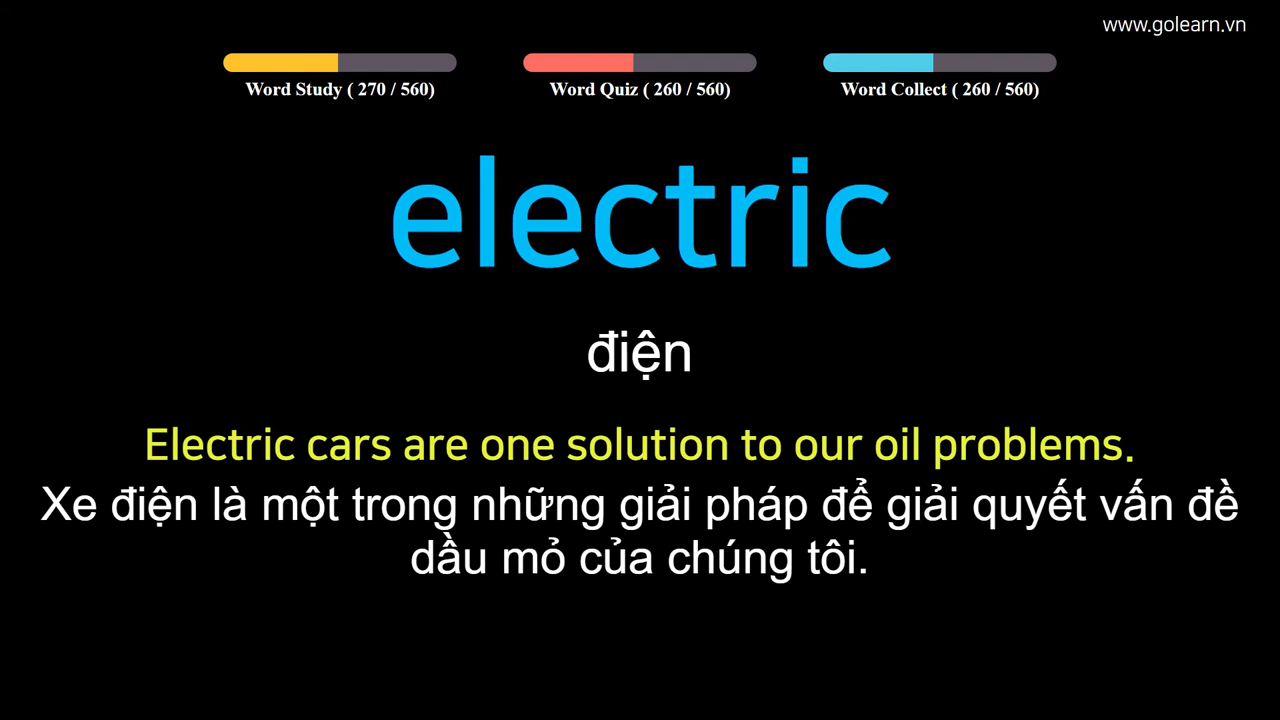 www.golearn.vn
Word Study ( 270 / 560) Word Quiz ( 260 / 560) Word Collect ( 260 / 560)
electric
điện
Electric cars are one solution to our oil problems.
Xe điện là một trong những giải pháp để giải quyết vấn đề
dầu mỏ của chúng tôi.